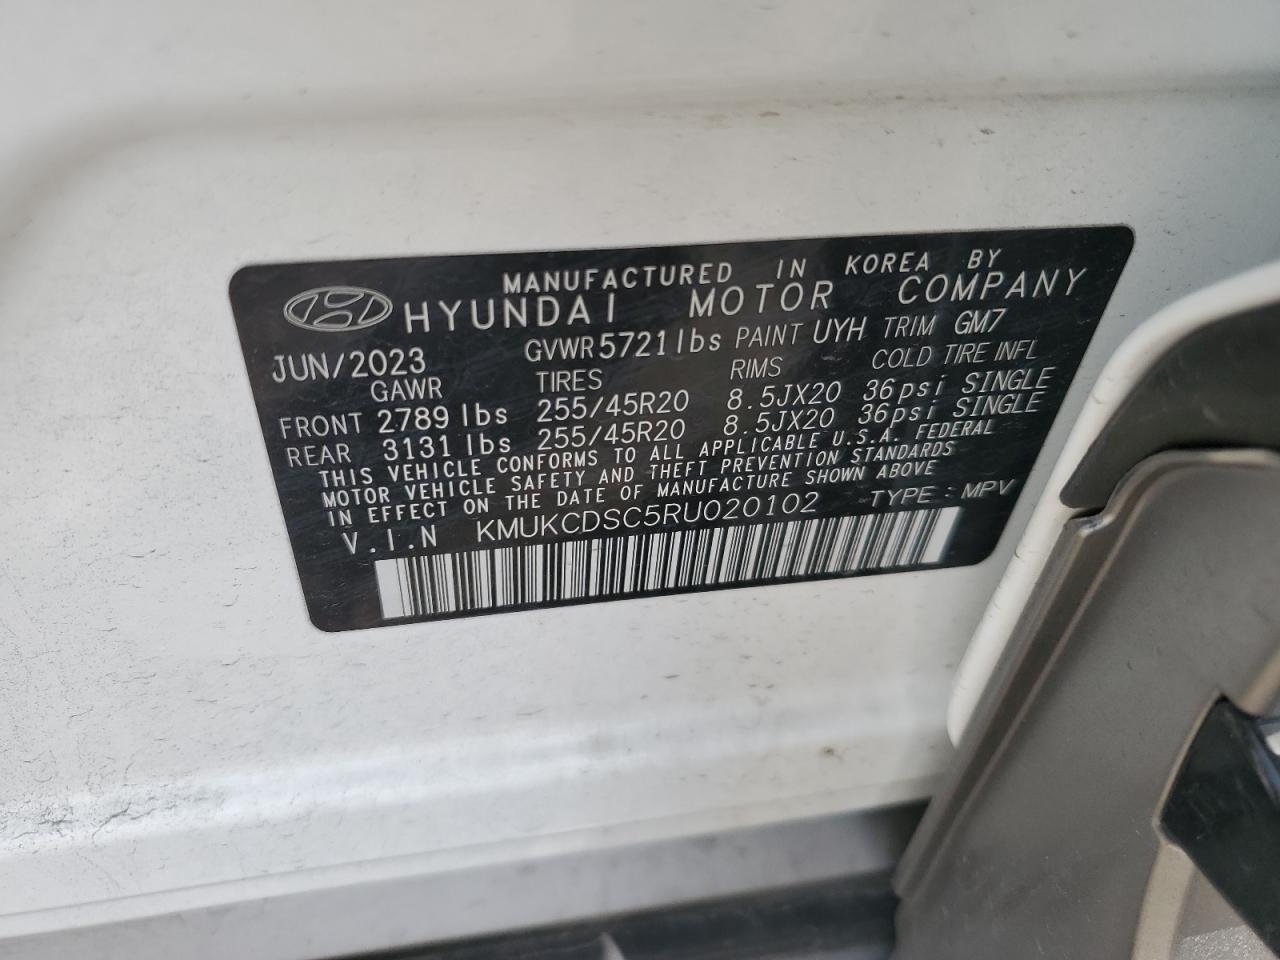 MANUFACTURED IN KOREA BY
HYUNDAI MOTOR COMPANY
JUN/2023 GVWR 5721 lbs PAINT UYH TRIM GM7
GAWR TIRES RIMS COLD TIRE INFL
FRONT 2789 lbs 255/45R20 8.5JX20 36psi SINGLE
REAR 3131 lbs 255/45R20 8.5JX20 36psi SINGLE
THIS VEHICLE CONFORMS TO ALL APPLICABLE U.S.A. FEDERAL
MOTOR VEHICLE SAFETY AND THEFT PREVENTION STANDARDS
IN EFFECT ON THE DATE OF MANUFACTURE SHOWN ABOVE
V.I.N KMUKCDSC5RU020102 TYPE : MPV